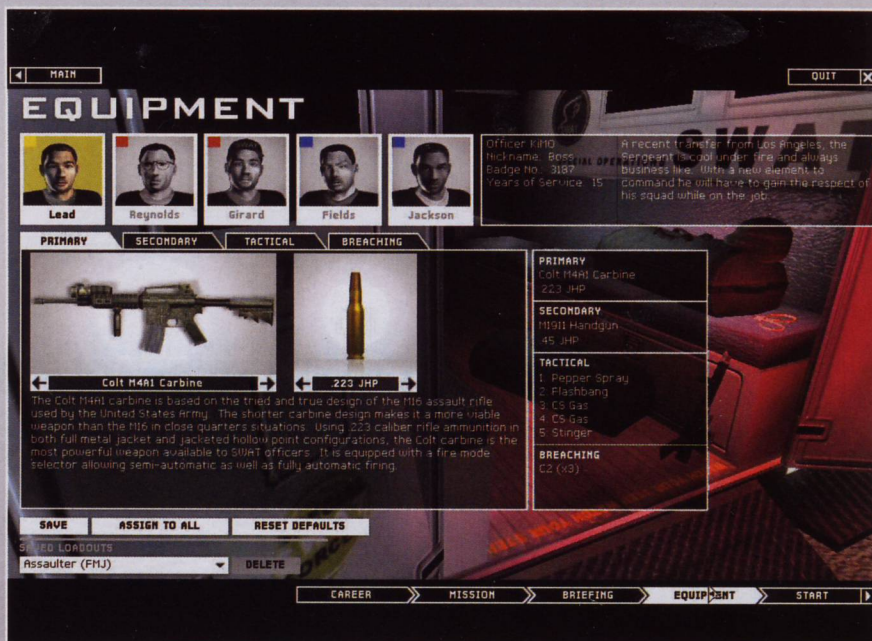 MAIN
QUIT
EQUIPMENT
Lead
Reynolds
Girard
Fields
Jackson
Officer KIMO
Nickname: Boss
Badge No.: 3187
Years of Service: 15
A recent transfer from Los Angeles, the
Sergeant is cool under fire and always
business like. With a new element to
command he will have to gain the respect of
his squad while on the job.
PRIMARY
SECONDARY
TACTICAL
BREACHING
Colt M4A1 Carbine
.223 JHP
The Colt M4A1 carbine is based on the tried and true design of the M16 assault rifle
used by the United States Army. The shorter carbine design makes it a more viable
weapon than the M16 in close quarters situations. Using .223 caliber rifle ammunition in
both full metal jacket and jacketed hollow point configurations, the Colt carbine is the
most powerful weapon available to SWAT officers. It is equipped with a fire mode
selector allowing semi-automatic as well as fully automatic firing.
PRIMARY
Colt M4A1 Carbine
.223 JHP
SECONDARY
M1911 Handgun
.45 JHP
TACTICAL
1. Pepper Spray
2. Flashbang
3. CS Gas
4. CS Gas
5. Stinger
BREACHING
C2 (x3)
SAVE
ASSIGN TO ALL
RESET DEFAULTS
SAVED LOADOUTS
Assaulter (FMJ)
DELETE
CAREER
MISSION
BRIEFING
EQUIPMENT
START